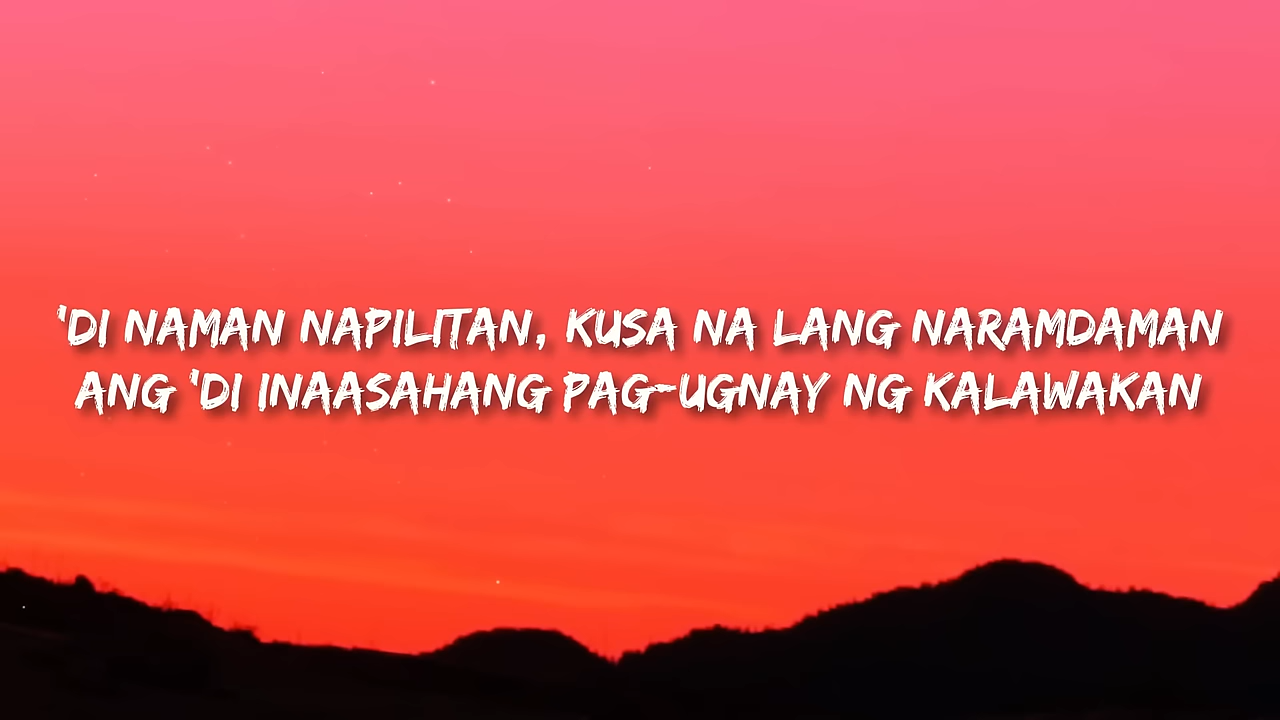 'DI NAMAN NAPILITAN, KUSA NA LANG NARAMDAMAN
ANG 'DI INAASAHANG PAG-UGNAY NG KALAWAKAN